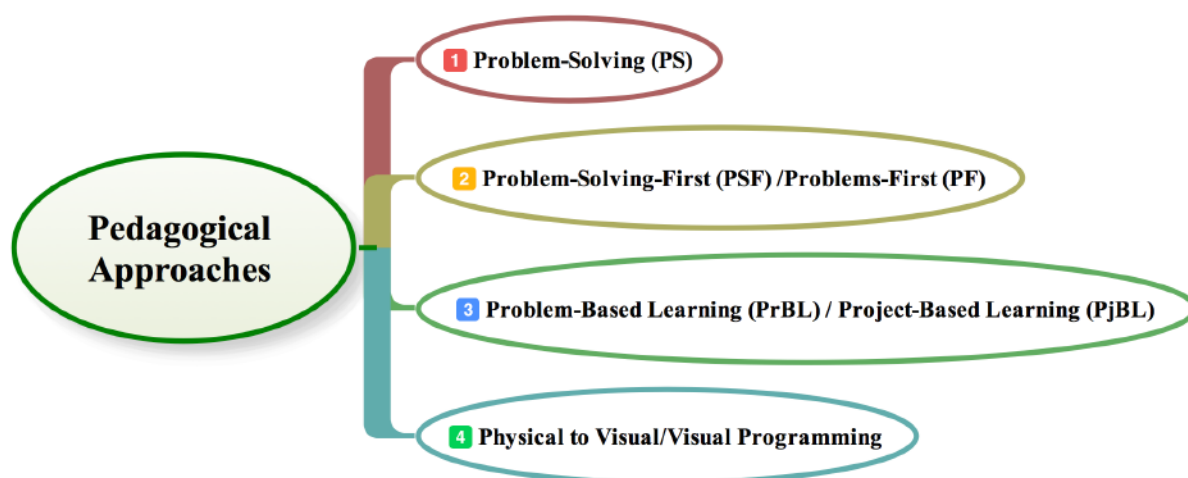 1 Problem-Solving (PS)
2 Problem-Solving-First (PSF) /Problems-First (PF)
Pedagogical
Approaches
3 Problem-Based Learning (PrBL) / Project-Based Learning (PjBL)
4 Physical to Visual/Visual Programming